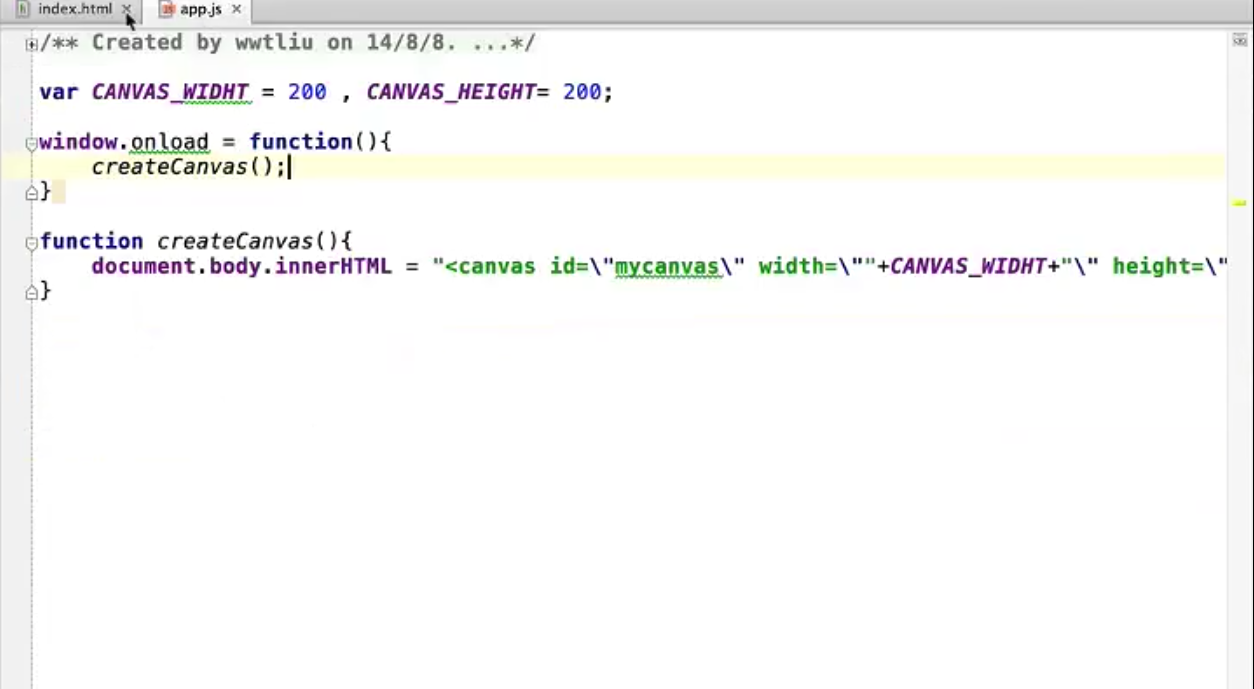 index.html app.js
/** Created by wwtliu on 14/8/8. ...*/
var CANVAS_WIDHT = 200 , CANVAS_HEIGHT= 200;
window.onload = function(){
createCanvas();
}
function createCanvas(){
document.body.innerHTML = "<canvas id=\"mycanvas\" width=\""+CANVAS_WIDHT+"\" height=\"
}